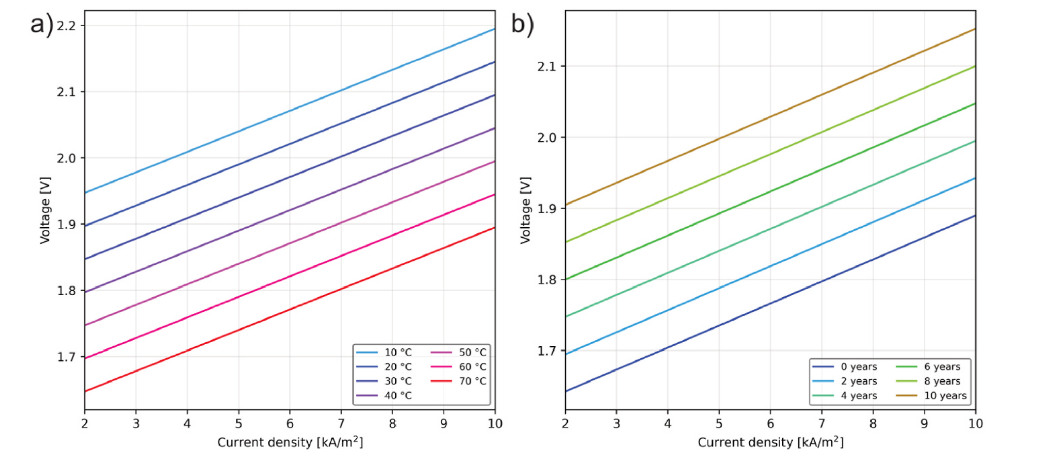 a)
Voltage [V]
2.2
2.1
2.0
1.9
1.8
1.7
10 °C
20 °C
30 °C
40 °C
50 °C
60 °C
70 °C
2 3 4 5 6 7 8 9 10
Current density [kA/m²]
b)
Voltage [V]
2.1
2.0
1.9
1.8
1.7
0 years
2 years
4 years
6 years
8 years
10 years
2 3 4 5 6 7 8 9 10
Current density [kA/m²]